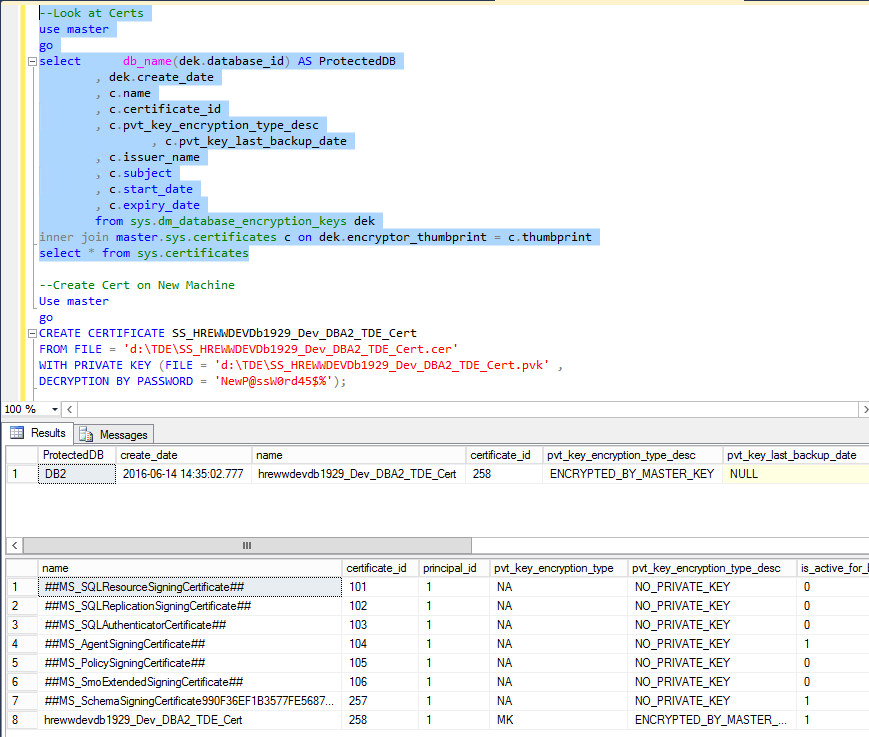 --Look at Certs
use master
go
select db_name(dek.database_id) AS ProtectedDB
, dek.create_date
, c.name
, c.certificate_id
, c.pvt_key_encryption_type_desc
, c.pvt_key_last_backup_date
, c.issuer_name
, c.subject
, c.start_date
, c.expiry_date
from sys.dm_database_encryption_keys dek
inner join master.sys.certificates c on dek.encryptor_thumbprint = c.thumbprint
select * from sys.certificates
--Create Cert on New Machine
Use master
go
CREATE CERTIFICATE SS_HREWWDEVDb1929_Dev_DBA2_TDE_Cert
FROM FILE = 'd:\TDE\SS_HREWWDEVDb1929_Dev_DBA2_TDE_Cert.cer'
WITH PRIVATE KEY (FILE = 'd:\TDE\SS_HREWWDEVDb1929_Dev_DBA2_TDE_Cert.pvk' ,
DECRYPTION BY PASSWORD = 'NewP@ssW0rd45$%');
100 %
Results Messages
ProtectedDB create_date name certificate_id pvt_key_encryption_type_desc pvt_key_last_backup_date
1 DB2 2016-06-14 14:35:02.777 hrewwdevdb1929_Dev_DBA2_TDE_Cert 258 ENCRYPTED_BY_MASTER_KEY NULL
name certificate_id principal_id pvt_key_encryption_type pvt_key_encryption_type_desc is_active_for_b
1 ##MS_SQLResourceSigningCertificate## 101 1 NA NO_PRIVATE_KEY 0
2 ##MS_SQLReplicationSigningCertificate## 102 1 NA NO_PRIVATE_KEY 0
3 ##MS_SQLAuthenticatorCertificate## 103 1 NA NO_PRIVATE_KEY 0
4 ##MS_AgentSigningCertificate## 104 1 NA NO_PRIVATE_KEY 1
5 ##MS_PolicySigningCertificate## 105 1 NA NO_PRIVATE_KEY 0
6 ##MS_SmoExtendedSigningCertificate## 106 1 NA NO_PRIVATE_KEY 0
7 ##MS_SchemaSigningCertificate990F36EF1B3577FE5687... 257 1 NA NO_PRIVATE_KEY 1
8 hrewwdevdb1929_Dev_DBA2_TDE_Cert 258 1 MK ENCRYPTED_BY_MASTER_... 1